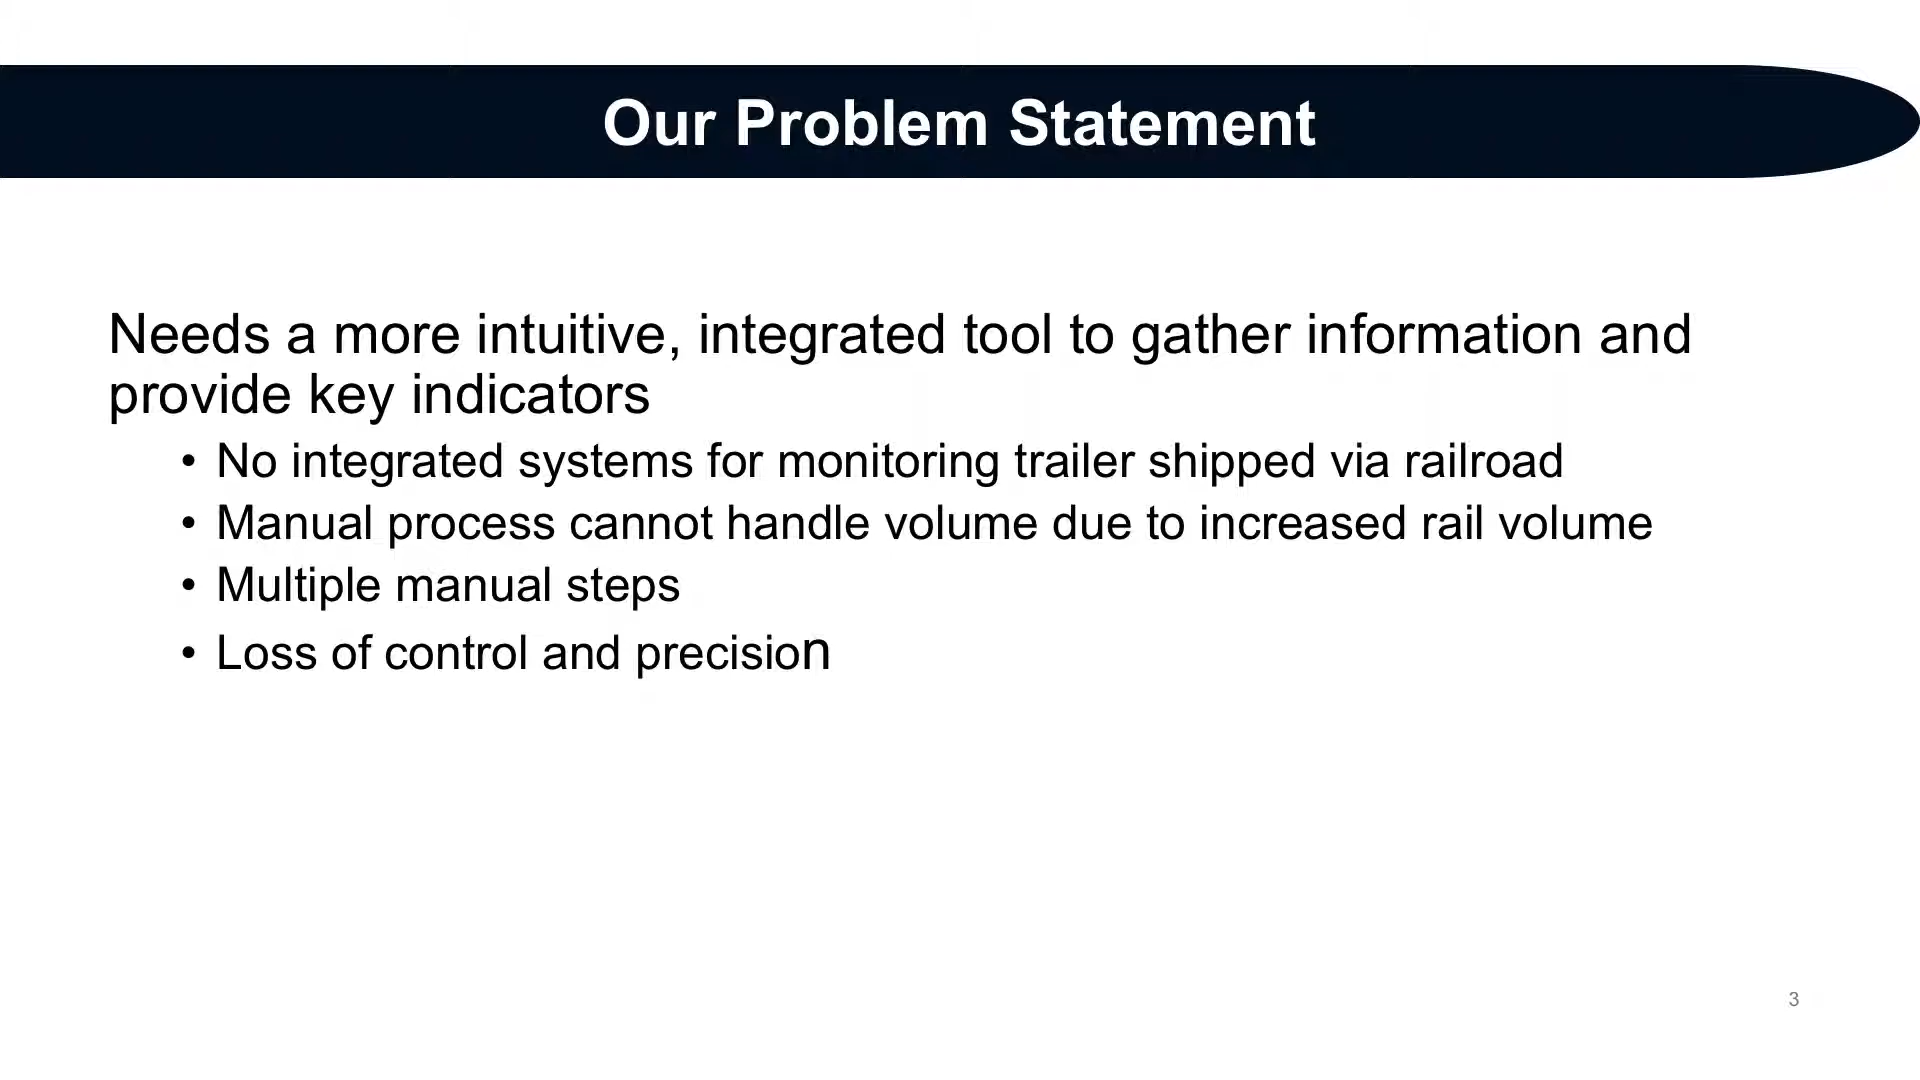 Our Problem Statement
Needs a more intuitive, integrated tool to gather information and
provide key indicators
• No integrated systems for monitoring trailer shipped via railroad
• Manual process cannot handle volume due to increased rail volume
• Multiple manual steps
• Loss of control and precision
3